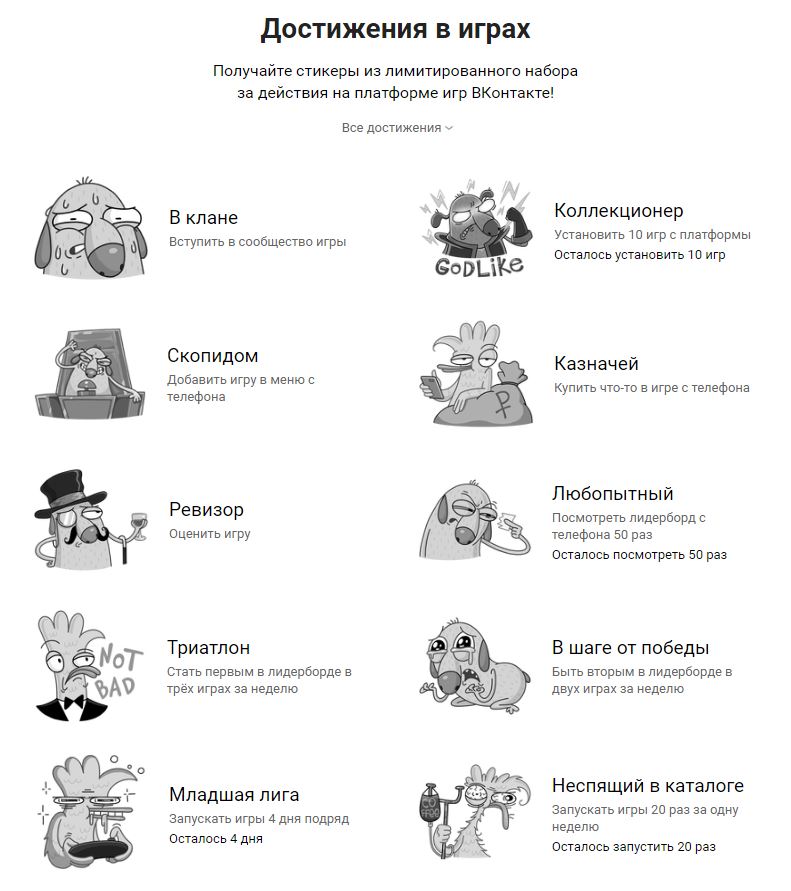 Достижения в играх
Получайте стикеры из лимитированного набора
за действия на платформе игр ВКонтакте!
Все достижения
В клане
Вступить в сообщество игры
GODLIKE
Коллекционер
Установить 10 игр с платформы
Осталось установить 10 игр
Скопидом
Добавить игру в меню с
телефона
Казначей
Купить что-то в игре с телефона
Ревизор
Оценить игру
Любопытный
Посмотреть лидерборд с
телефона 50 раз
Осталось посмотреть 50 раз
NOT
BAD
Триатлон
Стать первым в лидерборде в
трёх играх за неделю
В шаге от победы
Быть вторым в лидерборде в
двух играх за неделю
Младшая лига
Запускать игры 4 дня подряд
Осталось 4 дня
Неспящий в каталоге
Запускать игры 20 раз за одну
неделю
Осталось запустить 20 раз